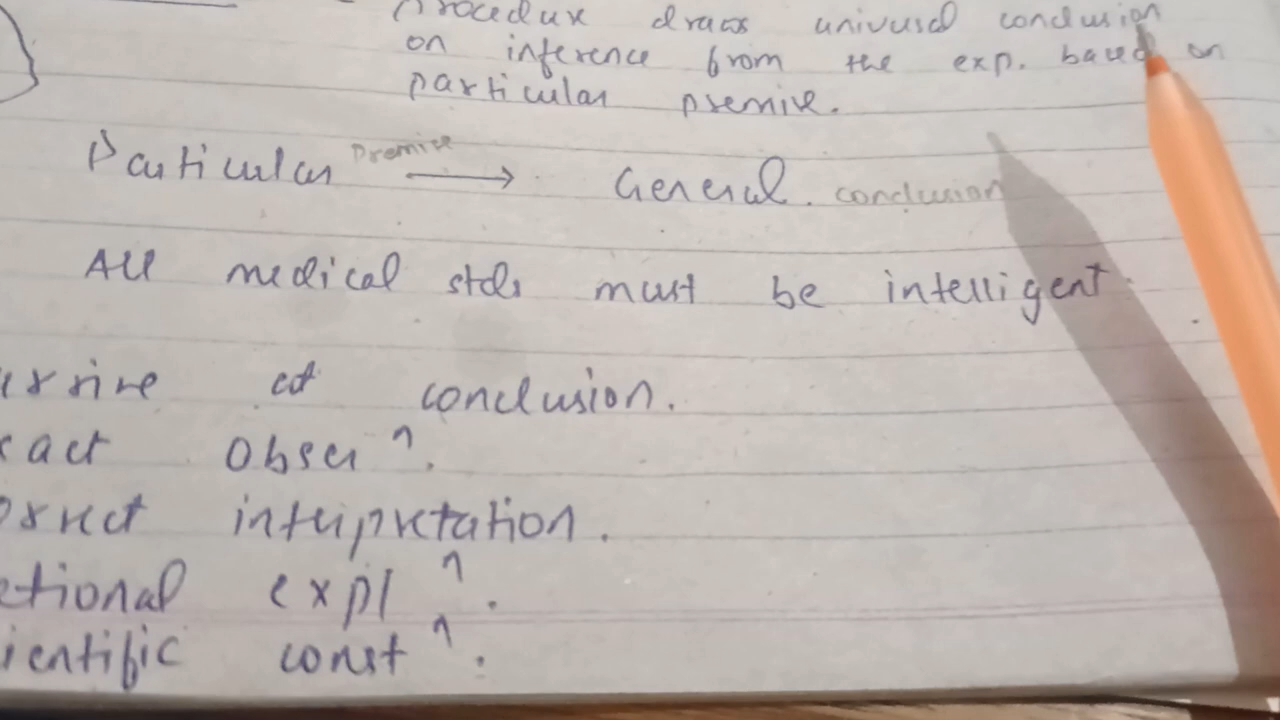 Procedure draws universal conclusion
on inference from the exp. based on
particular premise.
Particular Premise → General. conclusion
All medical stds must be intelligent.
at conclusion.
obser^n.
interpretation.
expl^n.
const^n.